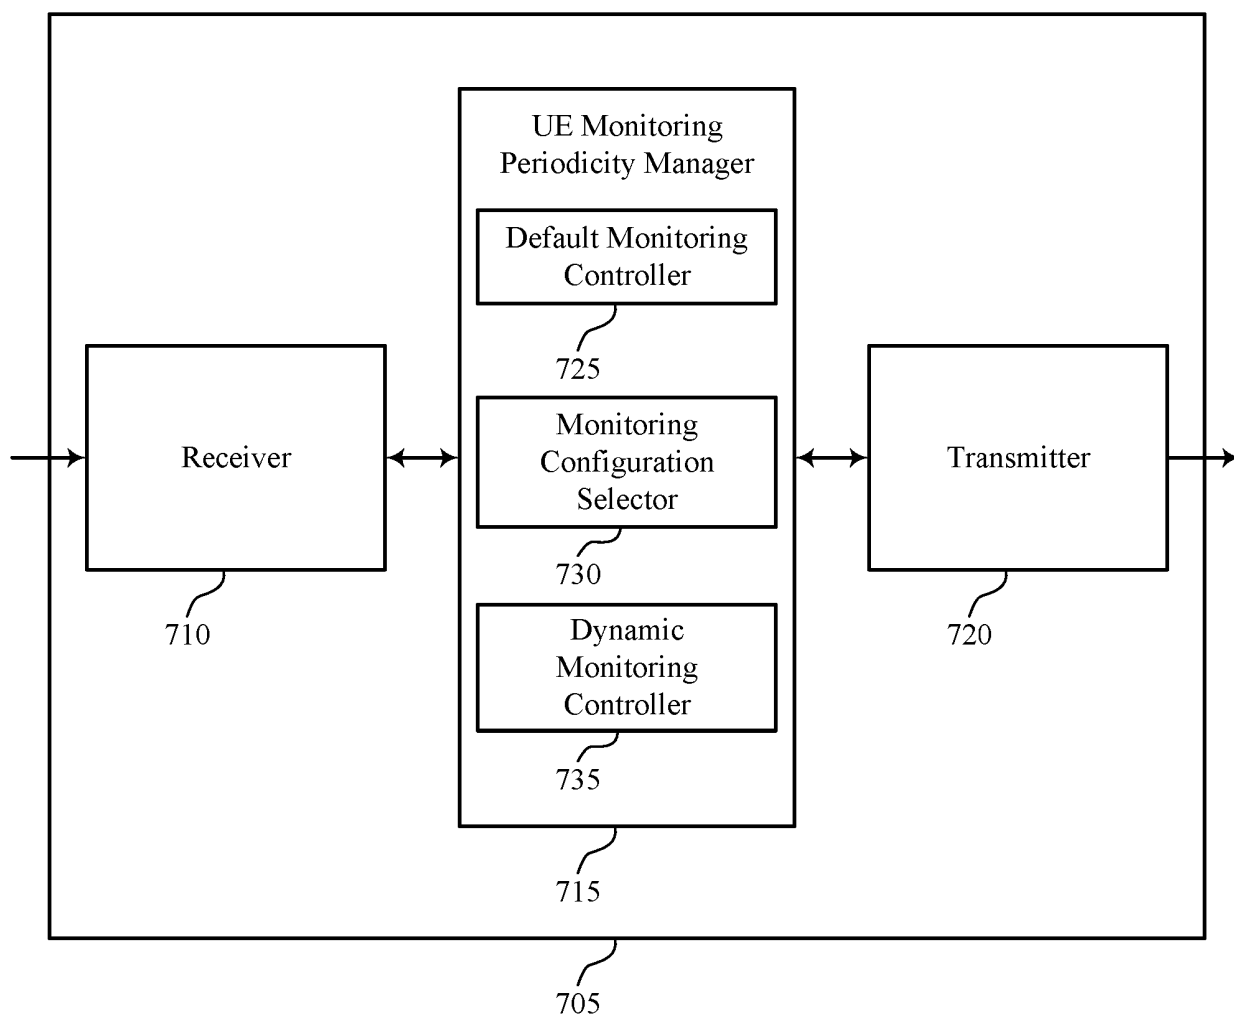 UE Monitoring
Periodicity Manager
Default Monitoring
Controller
725
Monitoring
Configuration
Selector
730
Dynamic
Monitoring
Controller
735
715
Receiver
710
Transmitter
720
705